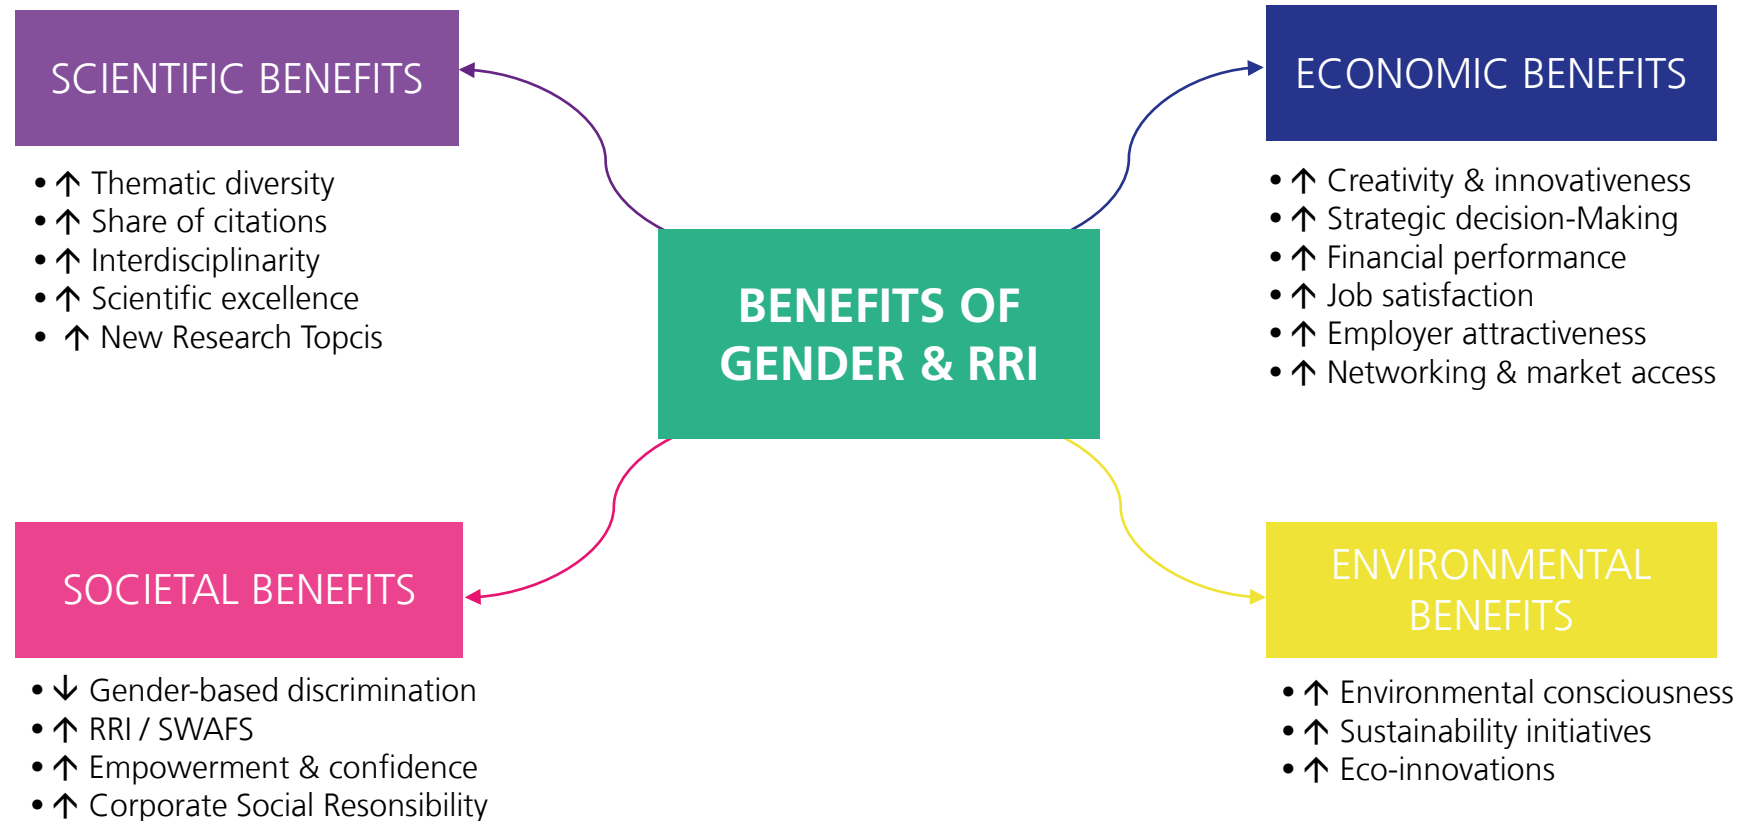 SCIENTIFIC BENEFITS
• ↑ Thematic diversity
• ↑ Share of citations
• ↑ Interdisciplinarity
• ↑ Scientific excellence
• ↑ New Research Topcis
ECONOMIC BENEFITS
• ↑ Creativity & innovativeness
• ↑ Strategic decision-Making
• ↑ Financial performance
• ↑ Job satisfaction
• ↑ Employer attractiveness
• ↑ Networking & market access
BENEFITS OF
GENDER & RRI
SOCIETAL BENEFITS
• ↓ Gender-based discrimination
• ↑ RRI / SWAFS
• ↑ Empowerment & confidence
• ↑ Corporate Social Resonsibility
ENVIRONMENTAL
BENEFITS
• ↑ Environmental consciousness
• ↑ Sustainability initiatives
• ↑ Eco-innovations